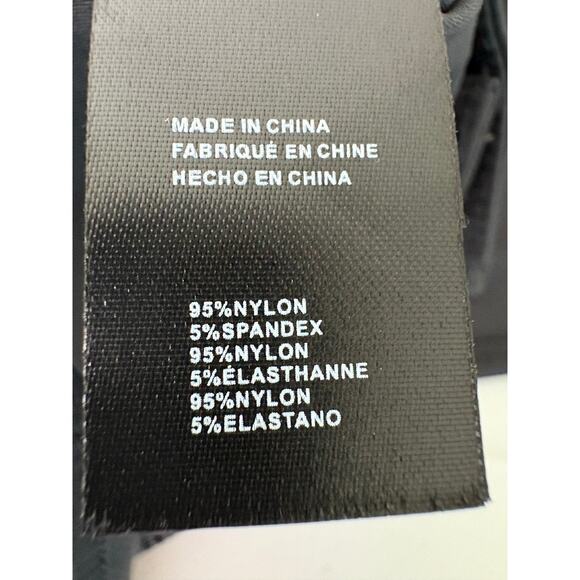 MADE IN CHINA
FABRIQUÉ EN CHINE
HECHO EN CHINA
95%NYLON
5%SPANDEX
95%NYLON
5%ÉLASTHANNE
95%NYLON
5%ELASTANO